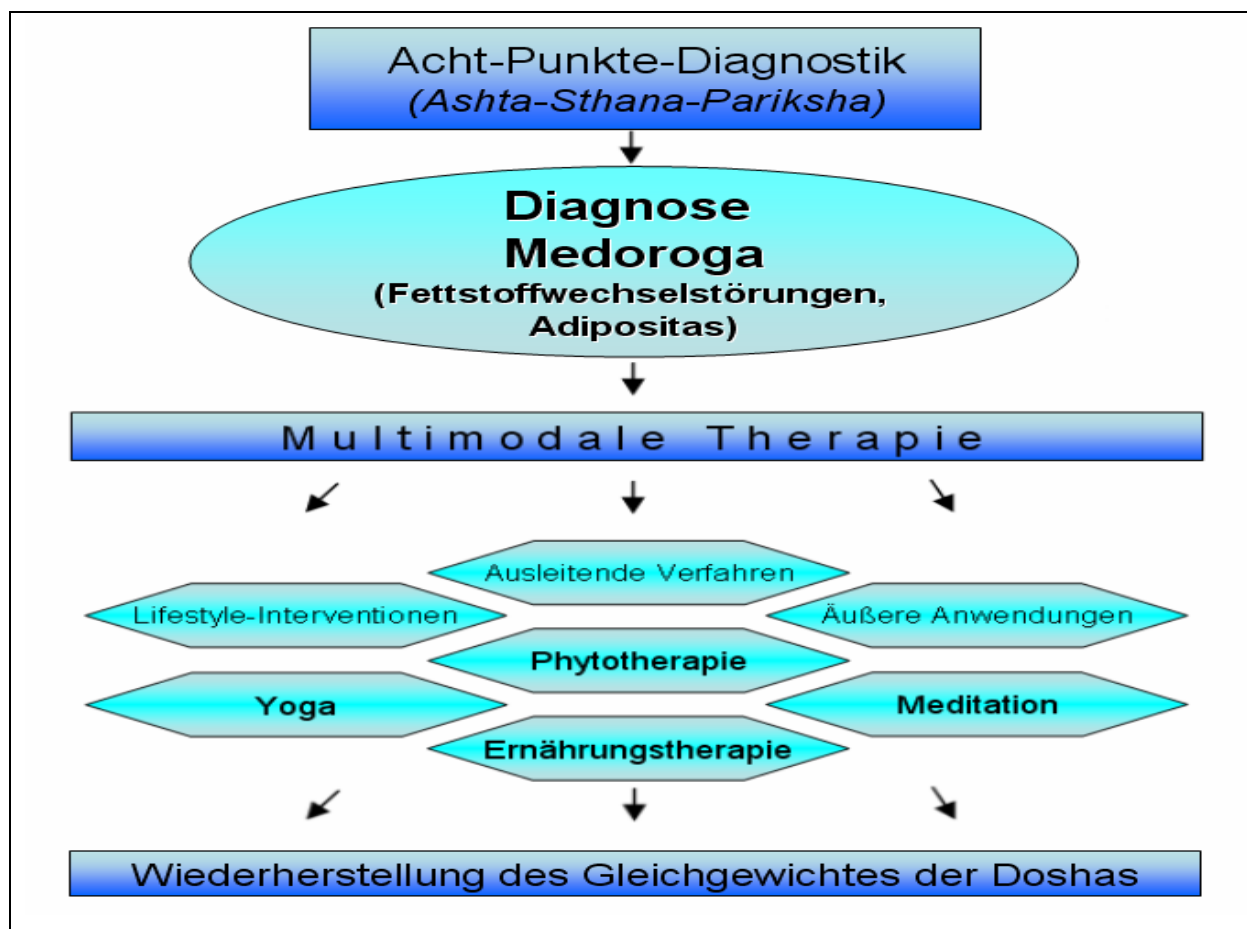 Acht-Punkte-Diagnostik
(Ashta-Sthana-Pariksha)
Diagnose
Medoroga
(Fettstoffwechselstörungen,
Adipositas)
Multimodale Therapie
Ausleitende Verfahren
Lifestyle-Interventionen
Äußere Anwendungen
Phytotherapie
Yoga
Meditation
Ernährungstherapie
Wiederherstellung des Gleichgewichtes der Doshas